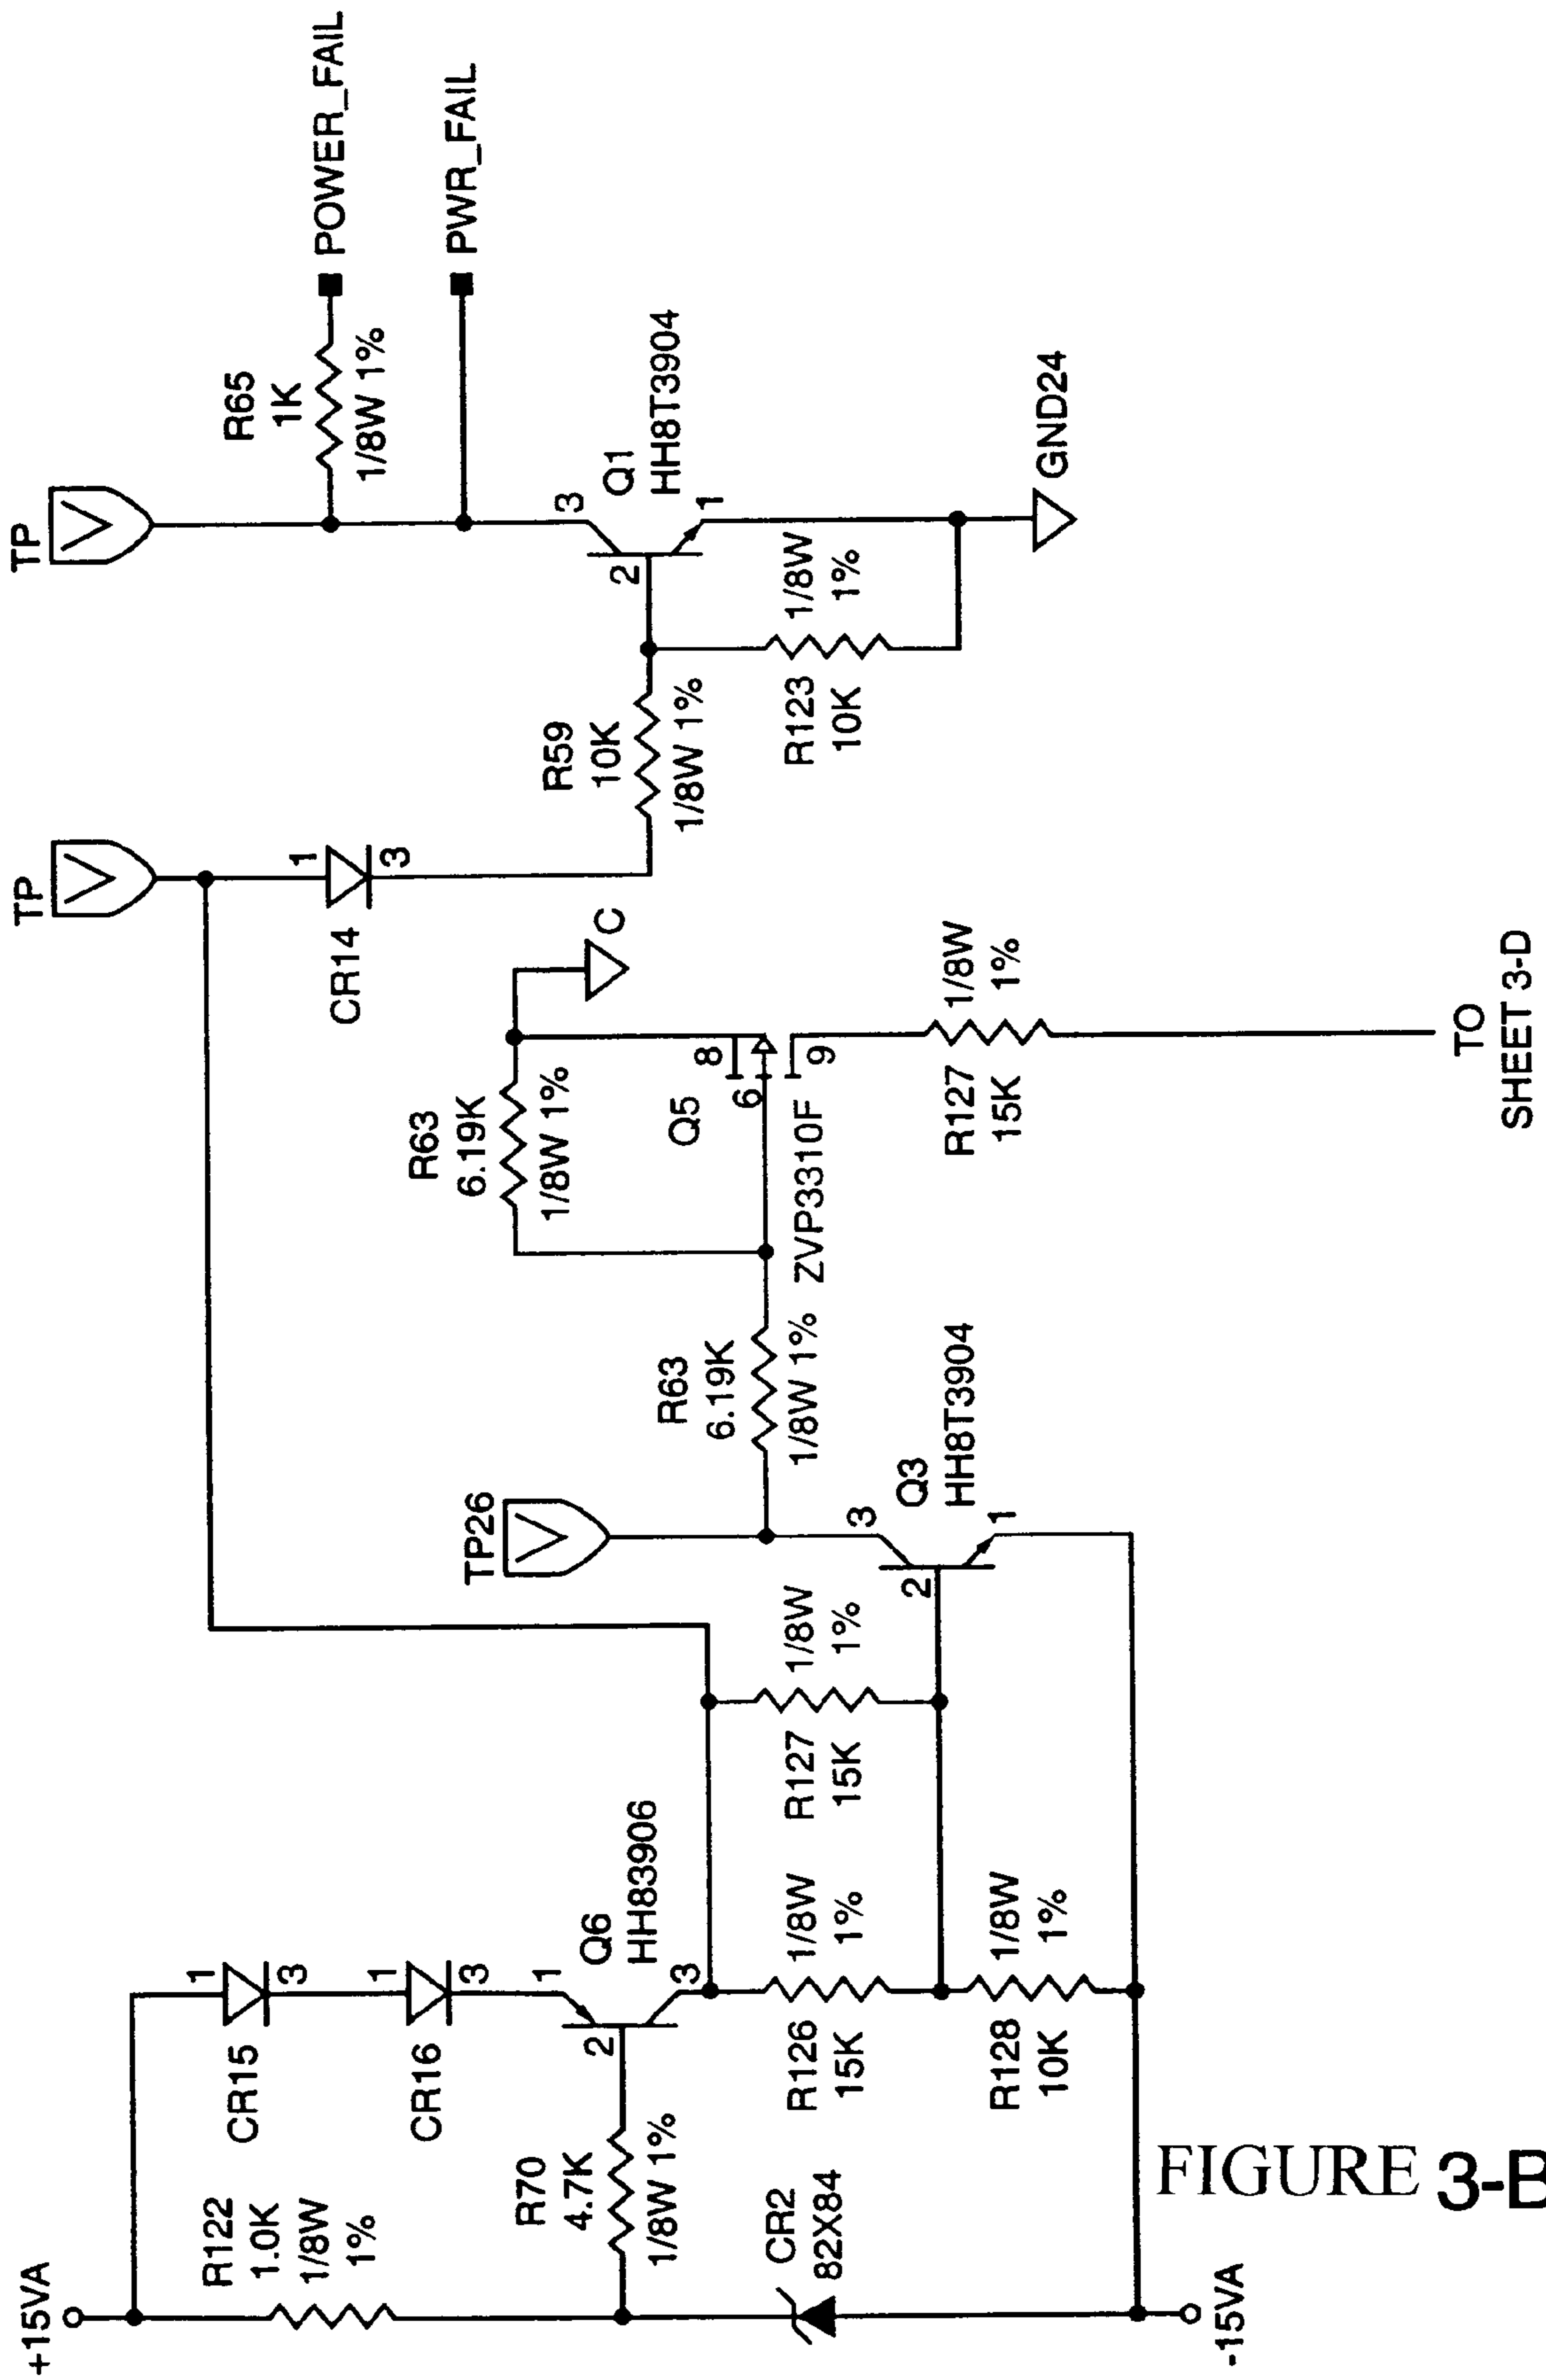 +15VA
R122
1.0K
1/8W
1%
CR15
1
3
CR16
1
3
R70
4.7K
1/8W 1%
Q6
HH83906
1
2
3
CR2
82X84
-15VA
R126
15K
1/8W
1%
R128
10K
1/8W
1%
R127
15K
1/8W
1%
TP26
Q3
HH8T3904
3
2
1
R63
6.19K
1/8W 1%
R63
6.19K
1/8W 1%
C
Q5
ZVP3310F
8
6
9
R127
15K
1/8W
1%
TO
SHEET 3-D
TP
CR14
1
3
R59
10K
1/8W 1%
R123
10K
1/8W
1%
TP
R65
1K
1/8W 1%
POWER_FAIL
PWR_FAIL
Q1
HH8T3904
3
2
1
GND24
FIGURE 3-B